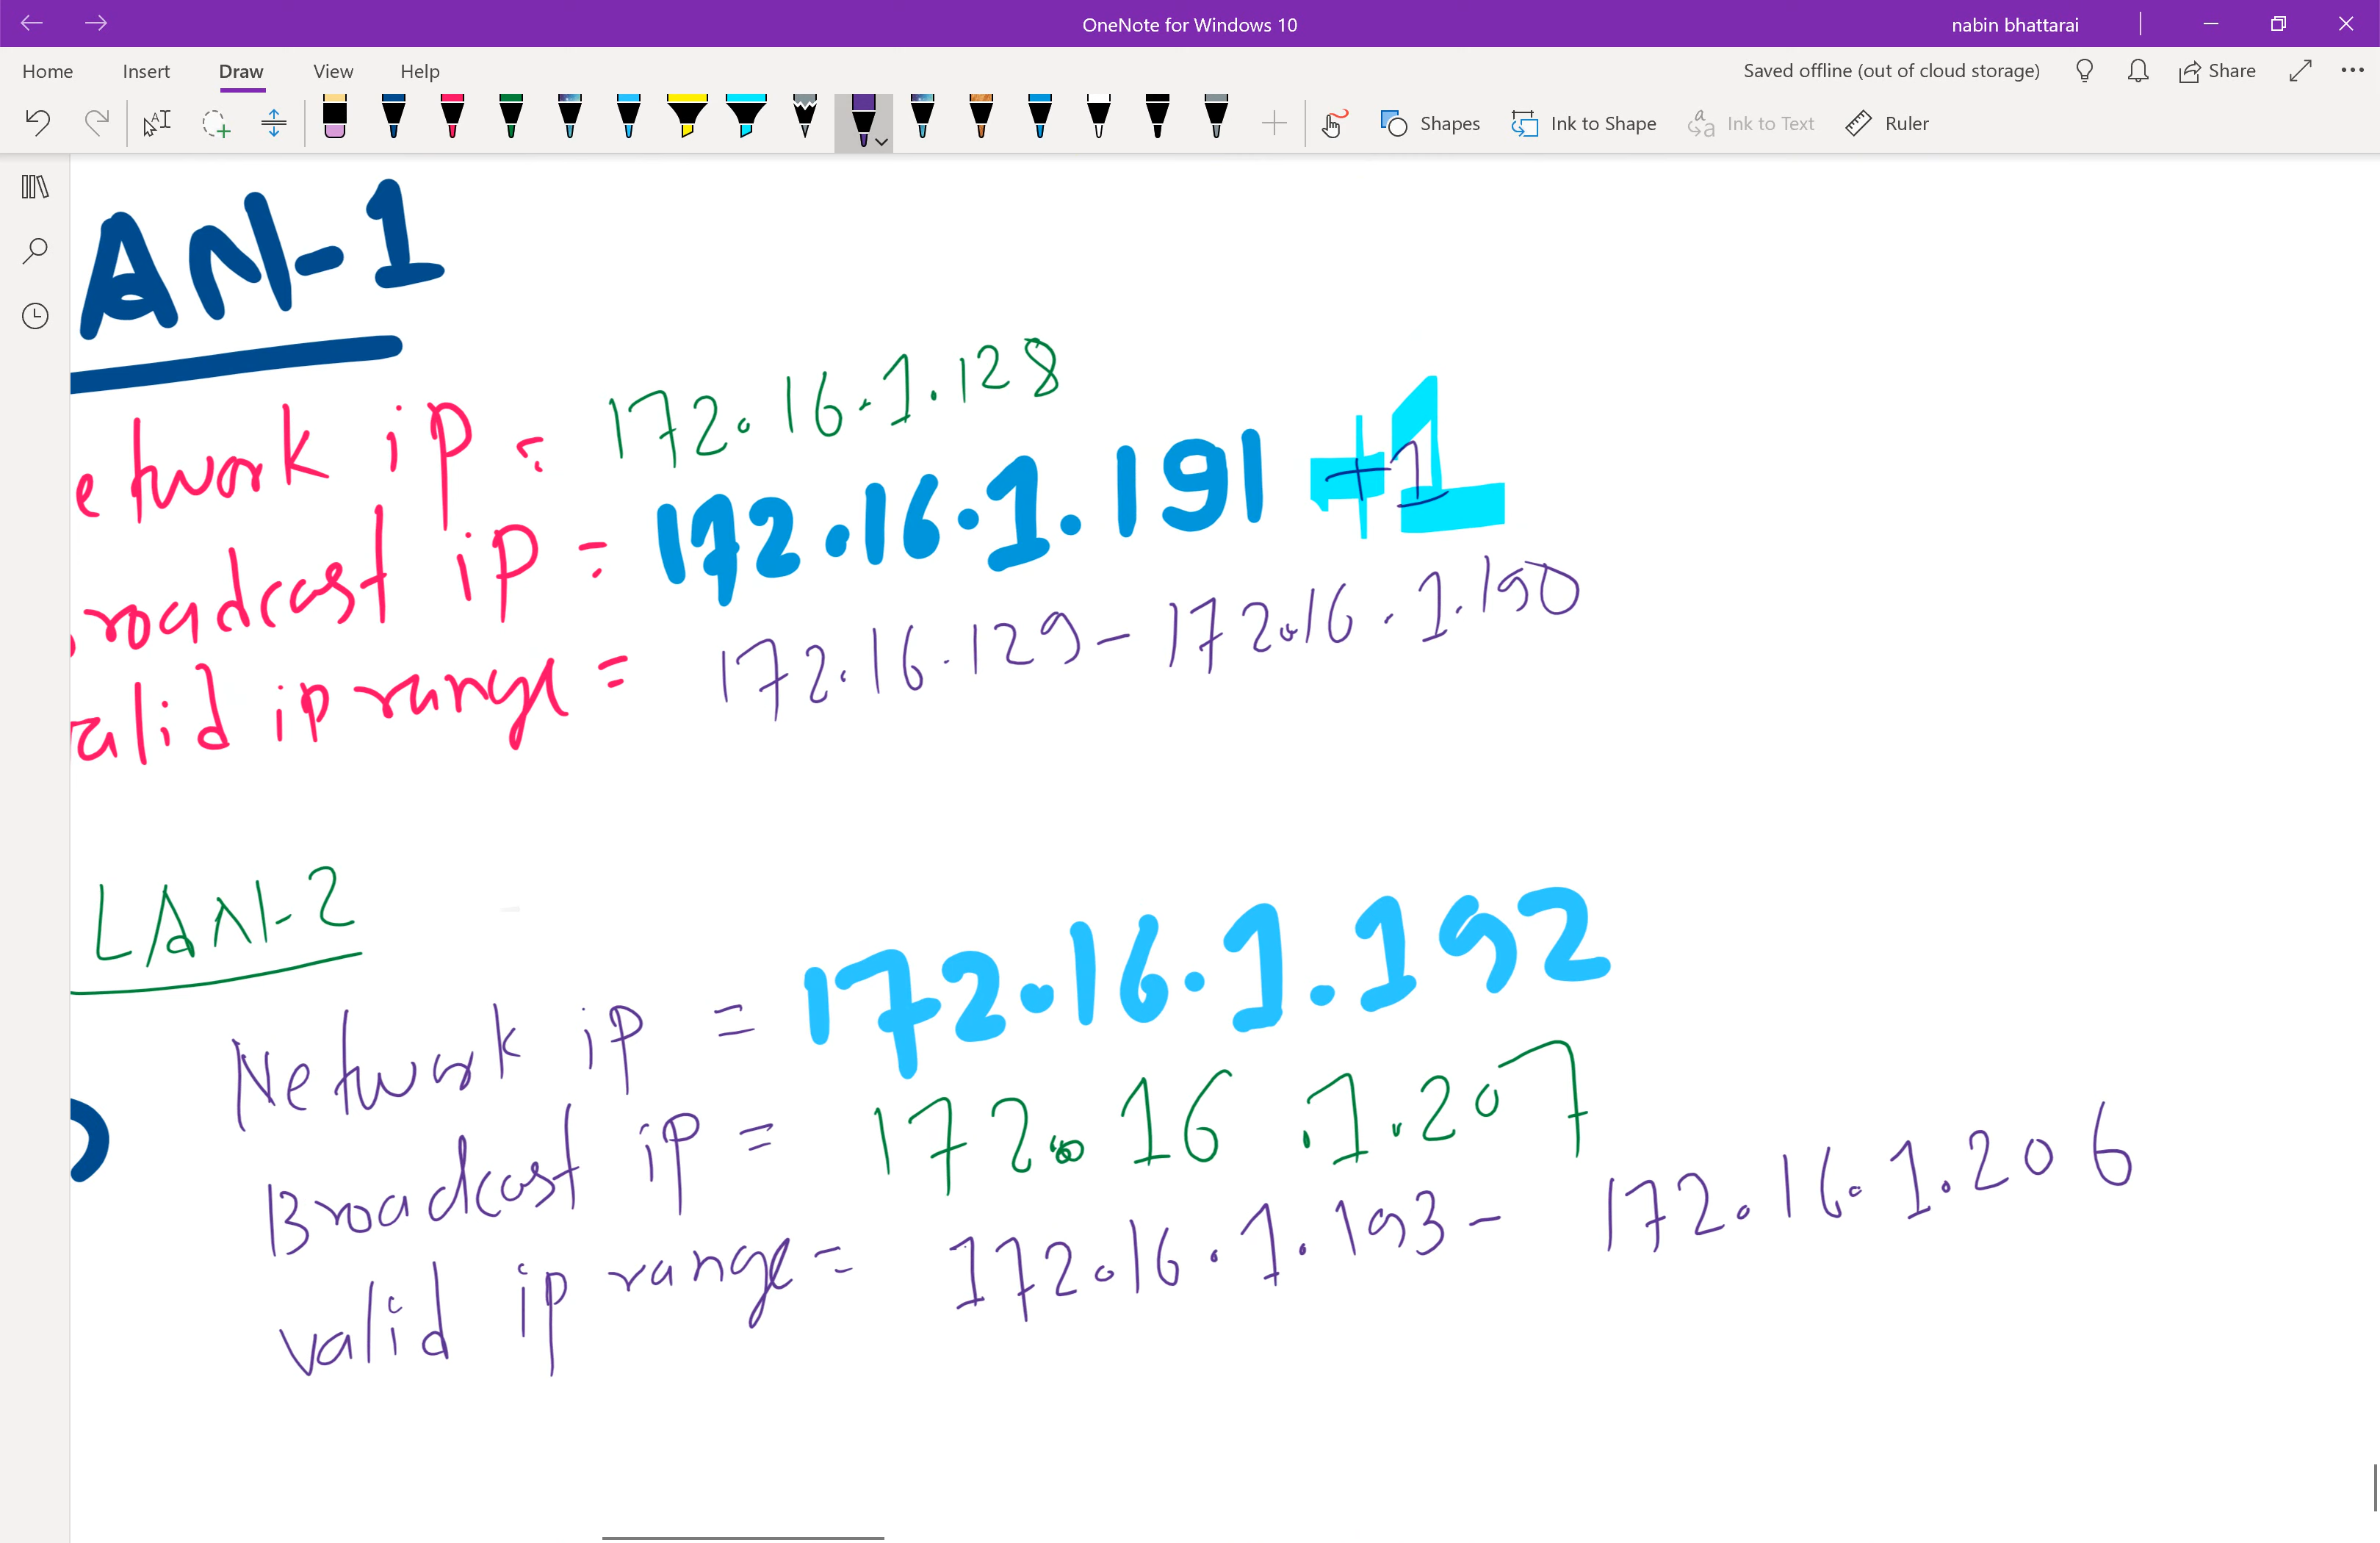 OneNote for Windows 10
nabin bhattarai
Home Insert Draw View Help
Saved offline (out of cloud storage)
Share
Shapes
Ink to Shape
Ink to Text
Ruler
AN-1
etwork ip = 172.16.1.128
roadcast ip = 172.16.1.191 +1
alid ip range = 172.16.129 - 172.16.1.190
LAN-2
Network ip = 172.16.1.192
Broadcast ip = 172.16.1.207
valid ip range = 172.16.1.193 - 172.16.1.206